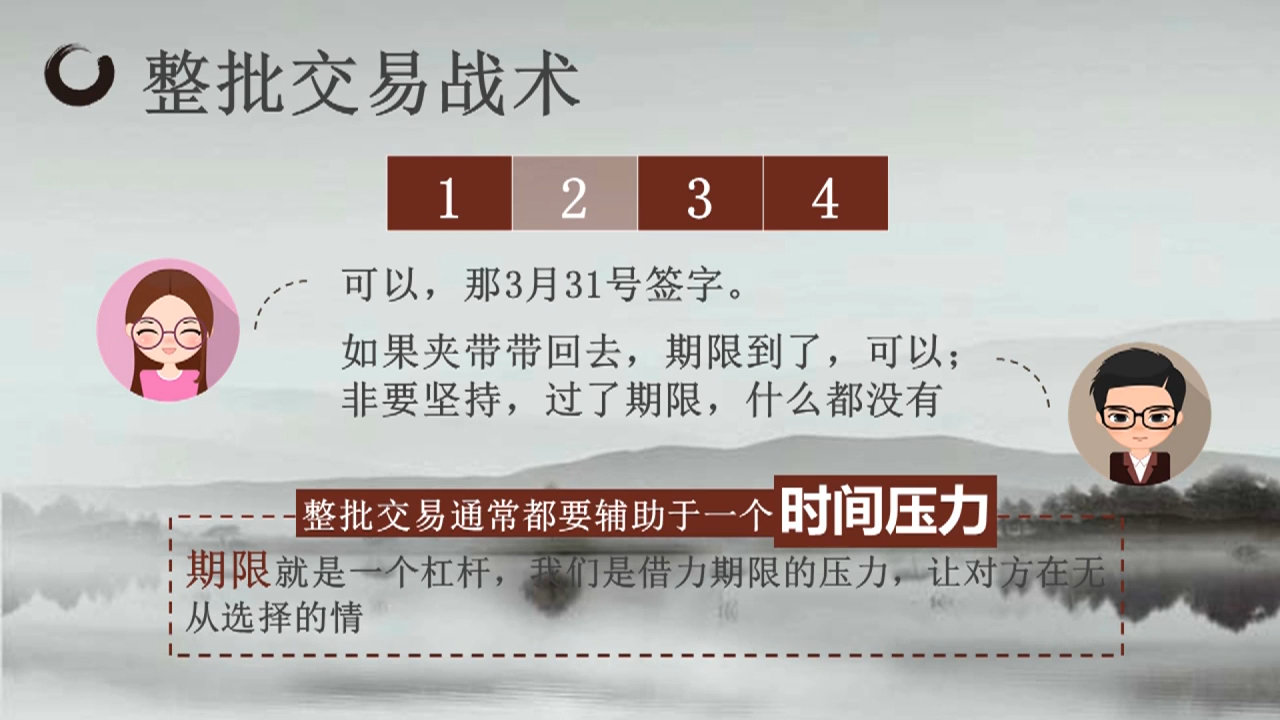 整批交易战术
1 2 3 4
可以，那3月31号签字。
如果夹带带回去，期限到了，可以；
非要坚持，过了期限，什么都没有
整批交易通常都要辅助于一个时间压力
期限就是一个杠杆，我们是借力期限的压力，让对方在无
从选择的情